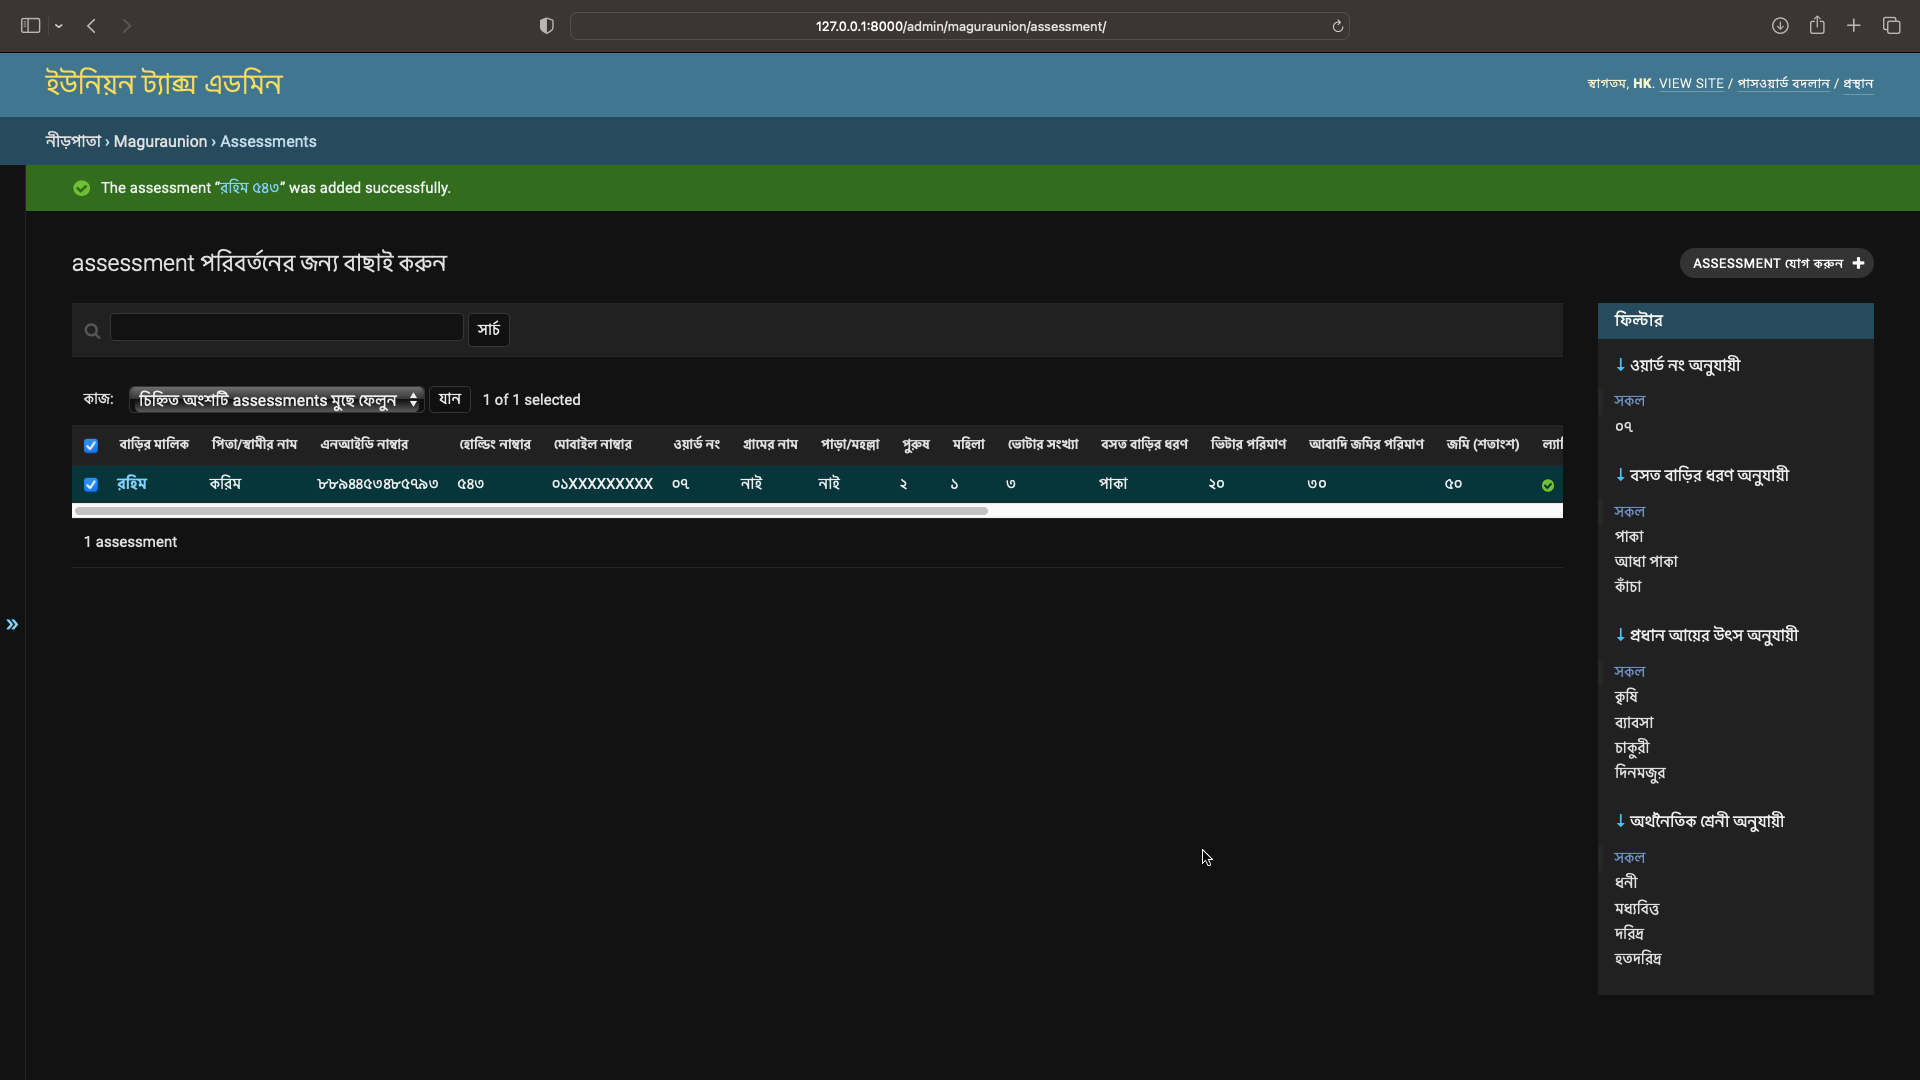 127.0.0.1:8000/admin/maguraunion/assessment/
ইউনিয়ন ট্যাক্স এডমিন
স্বাগতম, HK. VIEW SITE / পাসওয়ার্ড বদলান / প্রস্থান
নীড়পাতা › Maguraunion › Assessments
The assessment “রহিম ৫৪৩” was added successfully.
assessment পরিবর্তনের জন্য বাছাই করুন
ASSESSMENT যোগ করুন
সার্চ
কাজ: চিহ্নিত অংশটি assessments মুছে ফেলুন যান 1 of 1 selected
বাড়ির মালিক পিতা/স্বামীর নাম এনআইডি নাম্বার হোল্ডিং নাম্বার মোবাইল নাম্বার ওয়ার্ড নং গ্রামের নাম পাড়া/মহল্লা পুরুষ মহিলা ভোটার সংখ্যা বসত বাড়ির ধরণ ভিটার পরিমাণ আবাদি জমির পরিমাণ জমি (শতাংশ)
রহিম করিম ৮৮৯৪৪৫৩৪৮৫৭৯৩ ৫৪৩ ০১XXXXXXXXX ০৭ নাই নাই ২ ১ ৩ পাকা ২০ ৩০ ৫০
1 assessment
ফিল্টার
ওয়ার্ড নং অনুযায়ী
সকল
০৭
বসত বাড়ির ধরণ অনুযায়ী
সকল
পাকা
আধা পাকা
কাঁচা
প্রধান আয়ের উৎস অনুযায়ী
সকল
কৃষি
ব্যাবসা
চাকুরী
দিনমজুর
অর্থনৈতিক শ্রেনী অনুযায়ী
সকল
ধনী
মধ্যবিত্ত
দরিদ্র
হতদরিদ্র